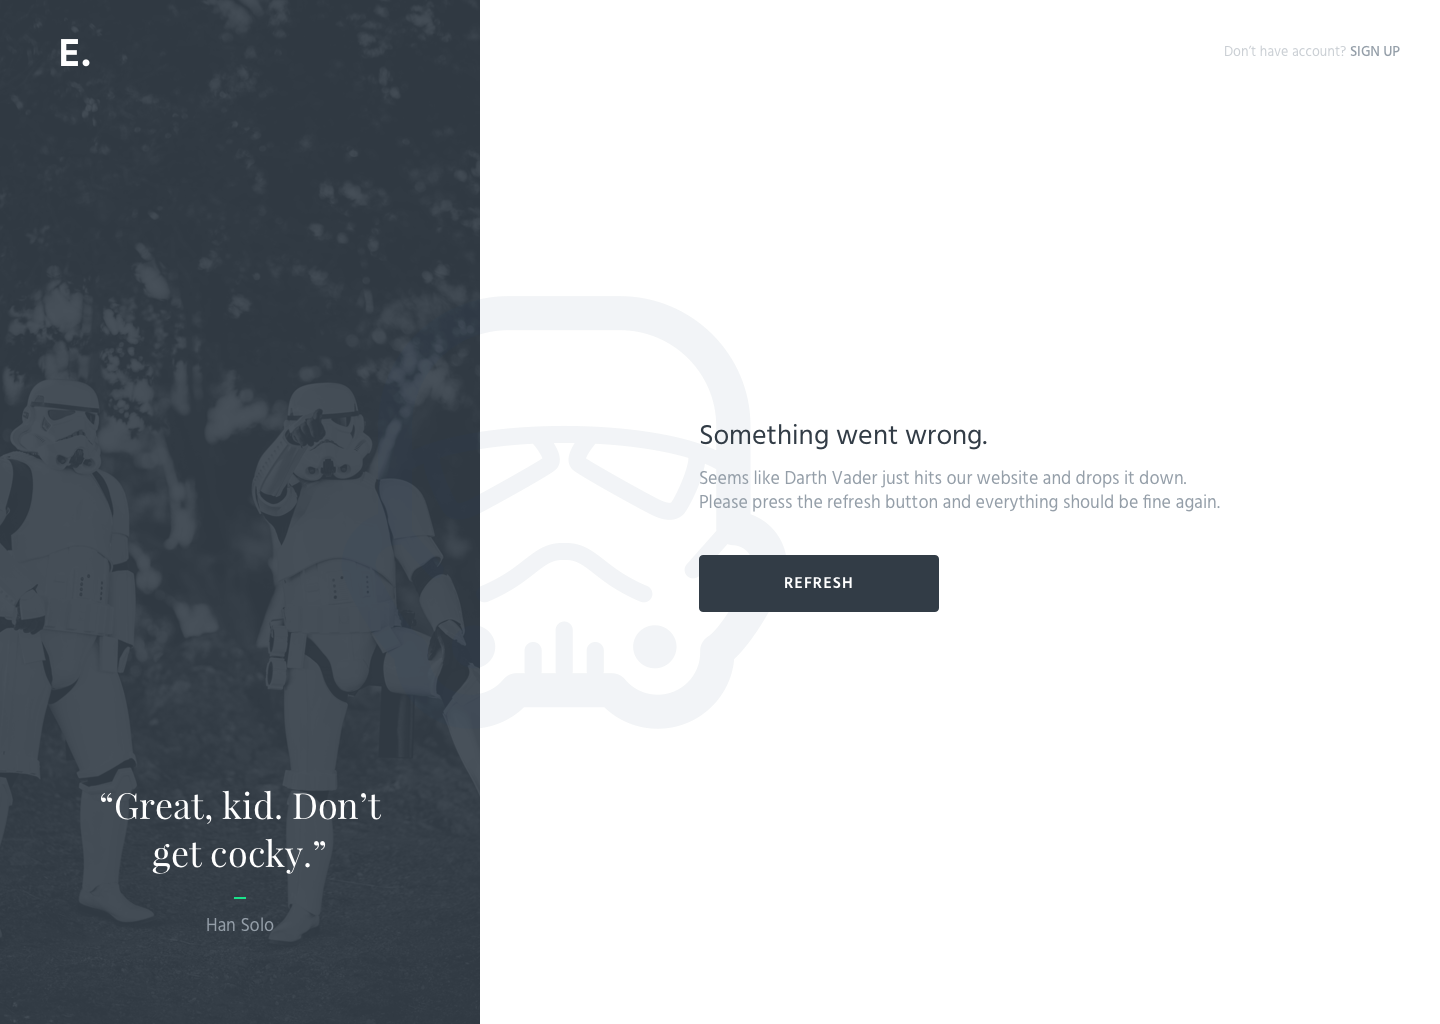 E.
Don't have account? SIGN UP
Something went wrong.
Seems like Darth Vader just hits our website and drops it down.
Please press the refresh button and everything should be fine again.
REFRESH
“Great, kid. Don’t
get cocky.”
Han Solo